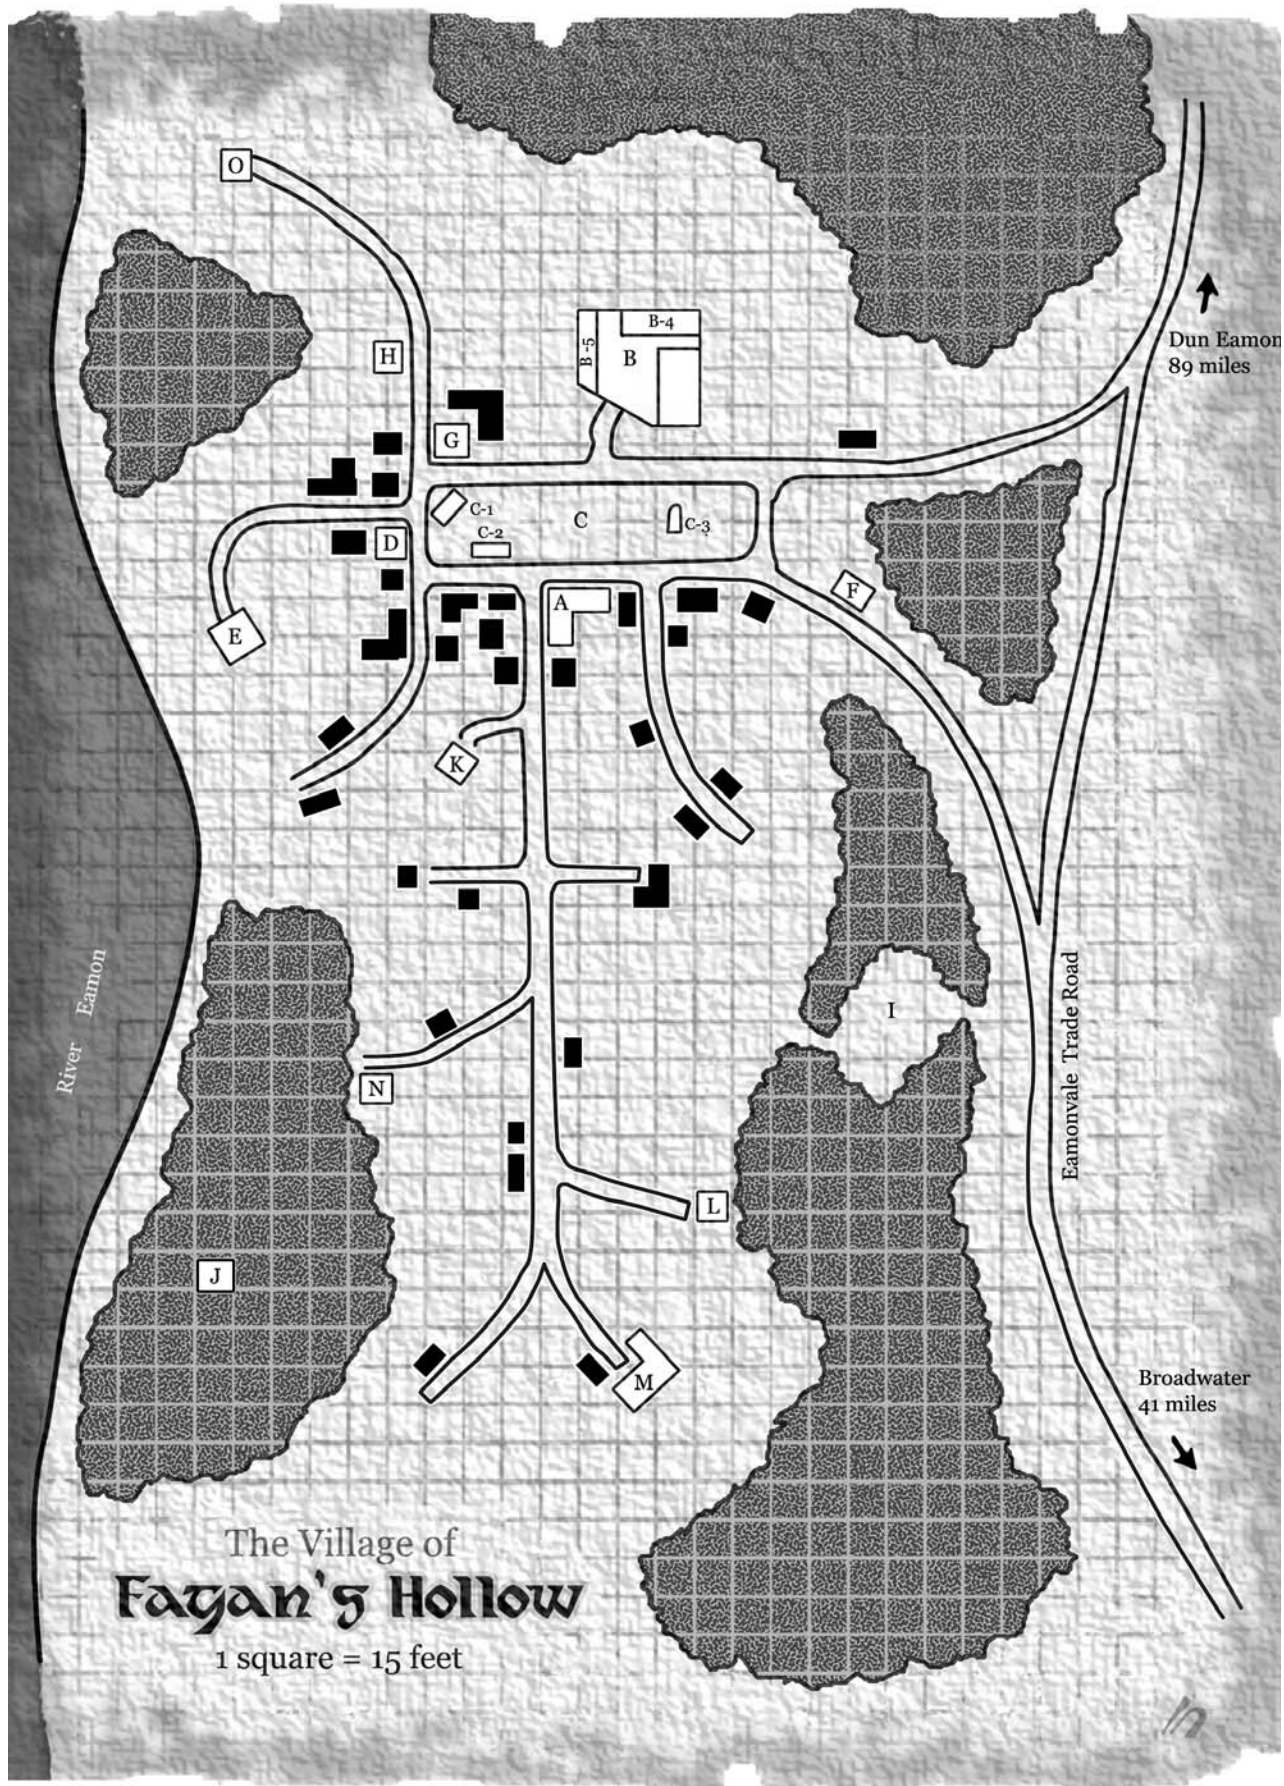 O
H
B-4
B-5
B
Dun Eamon
89 miles
G
C-1
C
C-2
C-3
D
A
F
E
K
River Eamon
I
Eamonvale Trade Road
N
L
J
M
Broadwater
41 miles
The Village of
Fagan's Hollow
1 square = 15 feet